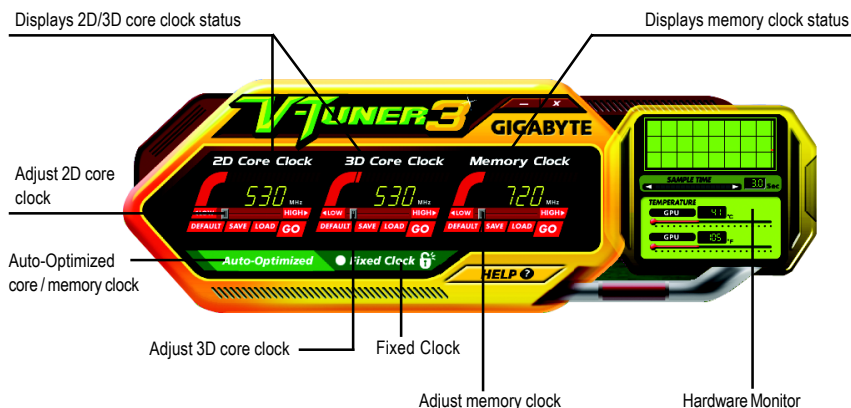 Displays 2D/3D core clock status
Displays memory clock status
V-TUNER3
GIGABYTE
2D Core Clock
3D Core Clock
Memory Clock
530 MHz
530 MHz
720 MHz
HIGH
LOW HIGH
LOW HIGH
DEFAULT SAVE LOAD GO
DEFAULT SAVE LOAD GO
DEFAULT SAVE LOAD GO
SAMPLE TIME
3.0 Sec
TEMPERATURE
GPU 41 °C
GPU 105 °F
Adjust 2D core
clock
Auto-Optimized
core / memory clock
Auto-Optimized
Fixed Clock
HELP ?
Adjust 3D core clock
Fixed Clock
Adjust memory clock
Hardware Monitor